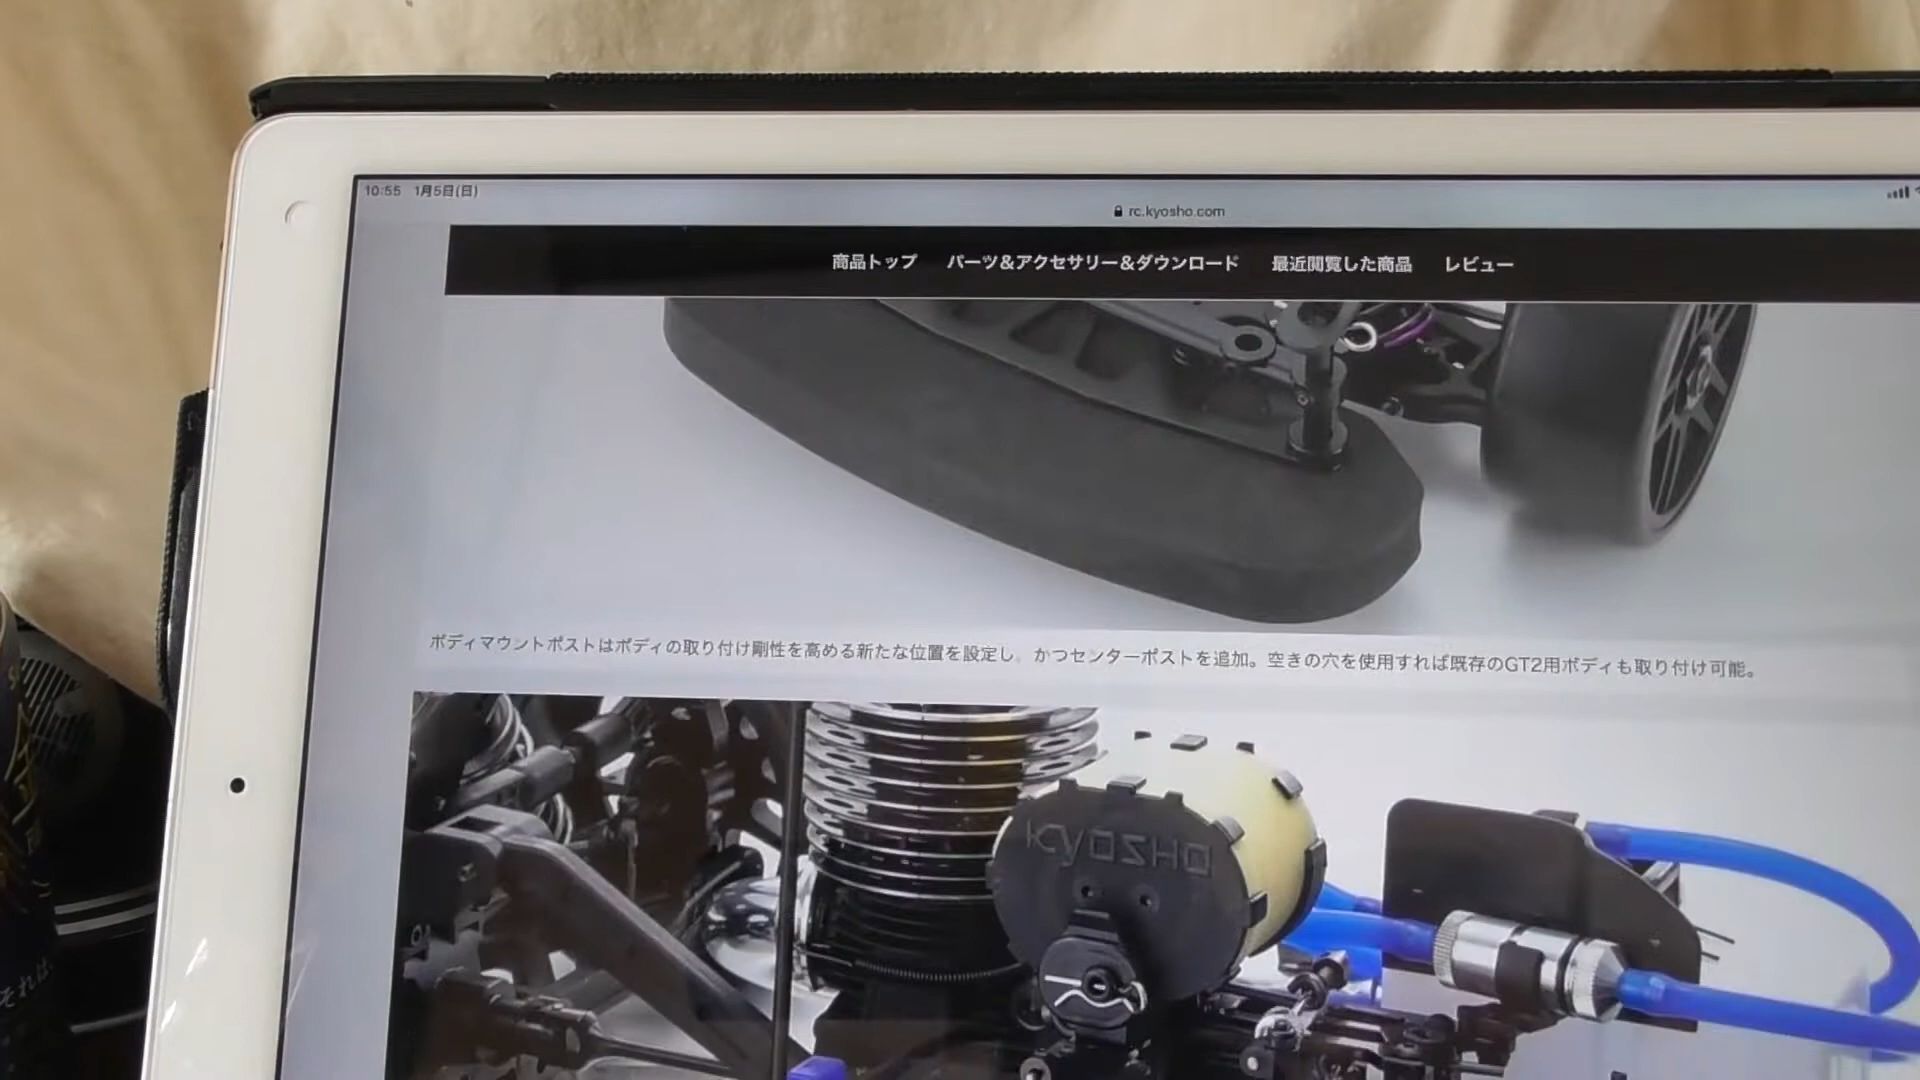 10:55 1月5日(日)
rc.kyosho.com
商品トップ パーツ&アクセサリー&ダウンロード 最近閲覧した商品 レビュー
ボディマウントポストはボディの取り付け剛性を高める新たな位置を設定し、かつセンターポストを追加。空きの穴を使用すれば既存のGT2用ボディも取り付け可能。
KYOSHO
それは、